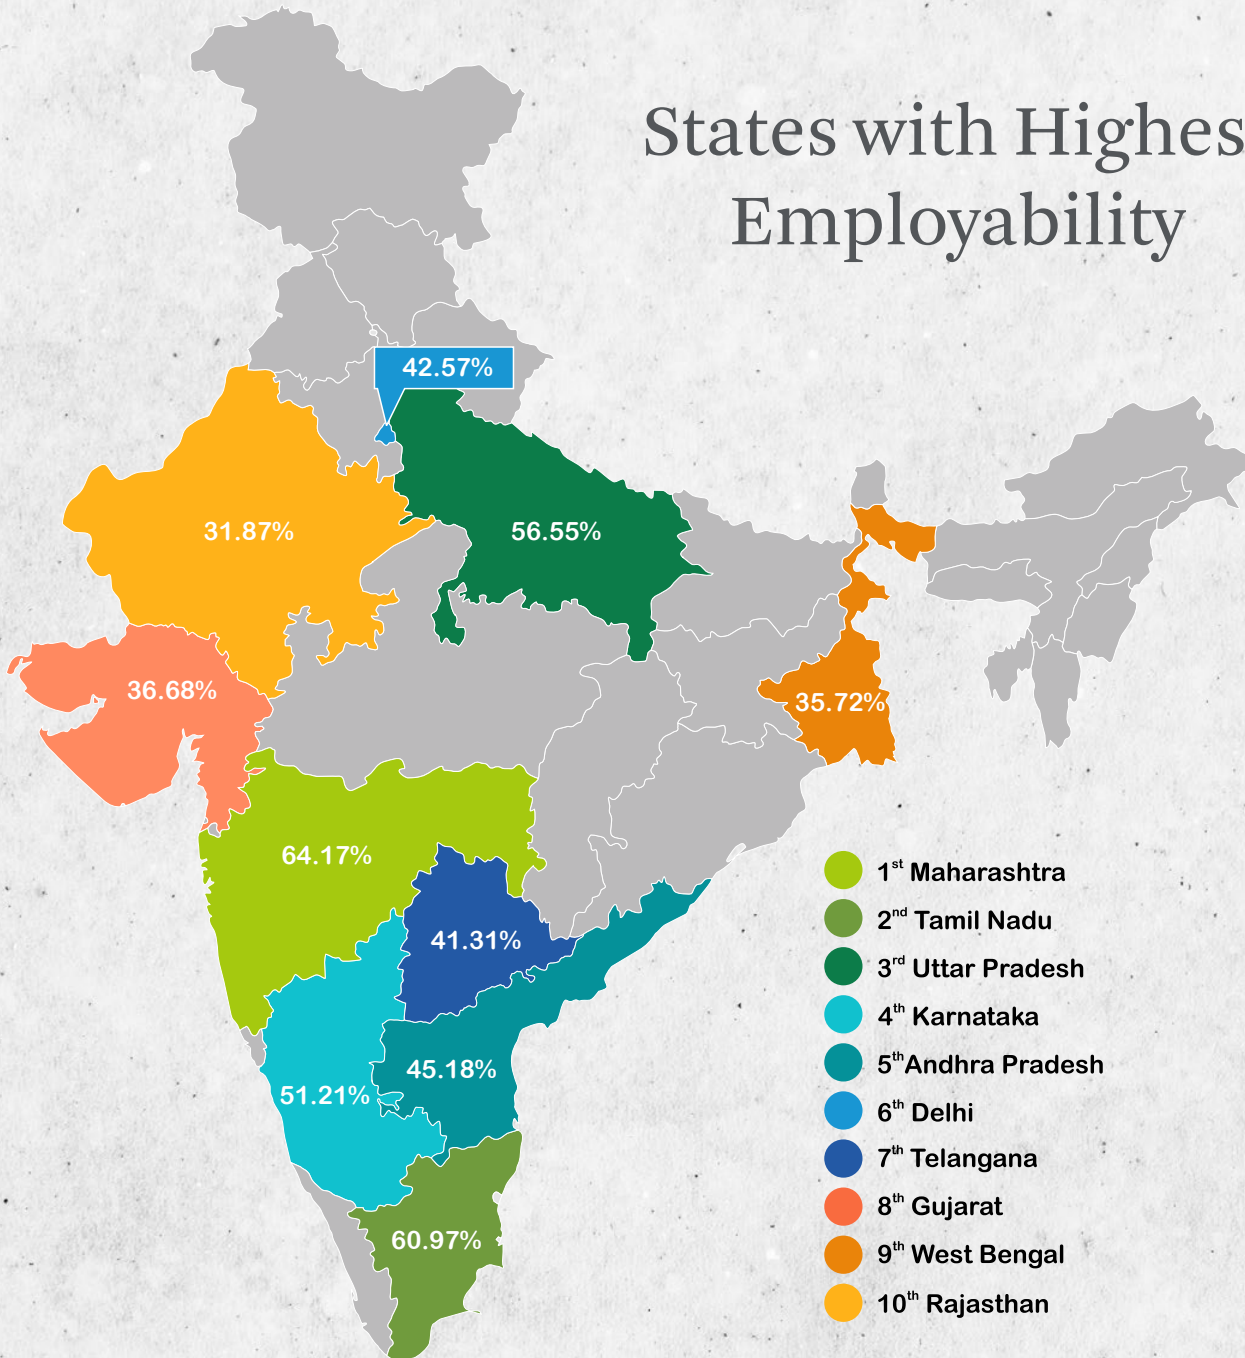 States with Highes
Employability
42.57%
31.87%
56.55%
36.68%
35.72%
64.17%
41.31%
45.18%
51.21%
60.97%
1st Maharashtra
2nd Tamil Nadu
3rd Uttar Pradesh
4th Karnataka
5th Andhra Pradesh
6th Delhi
7th Telangana
8th Gujarat
9th West Bengal
10th Rajasthan